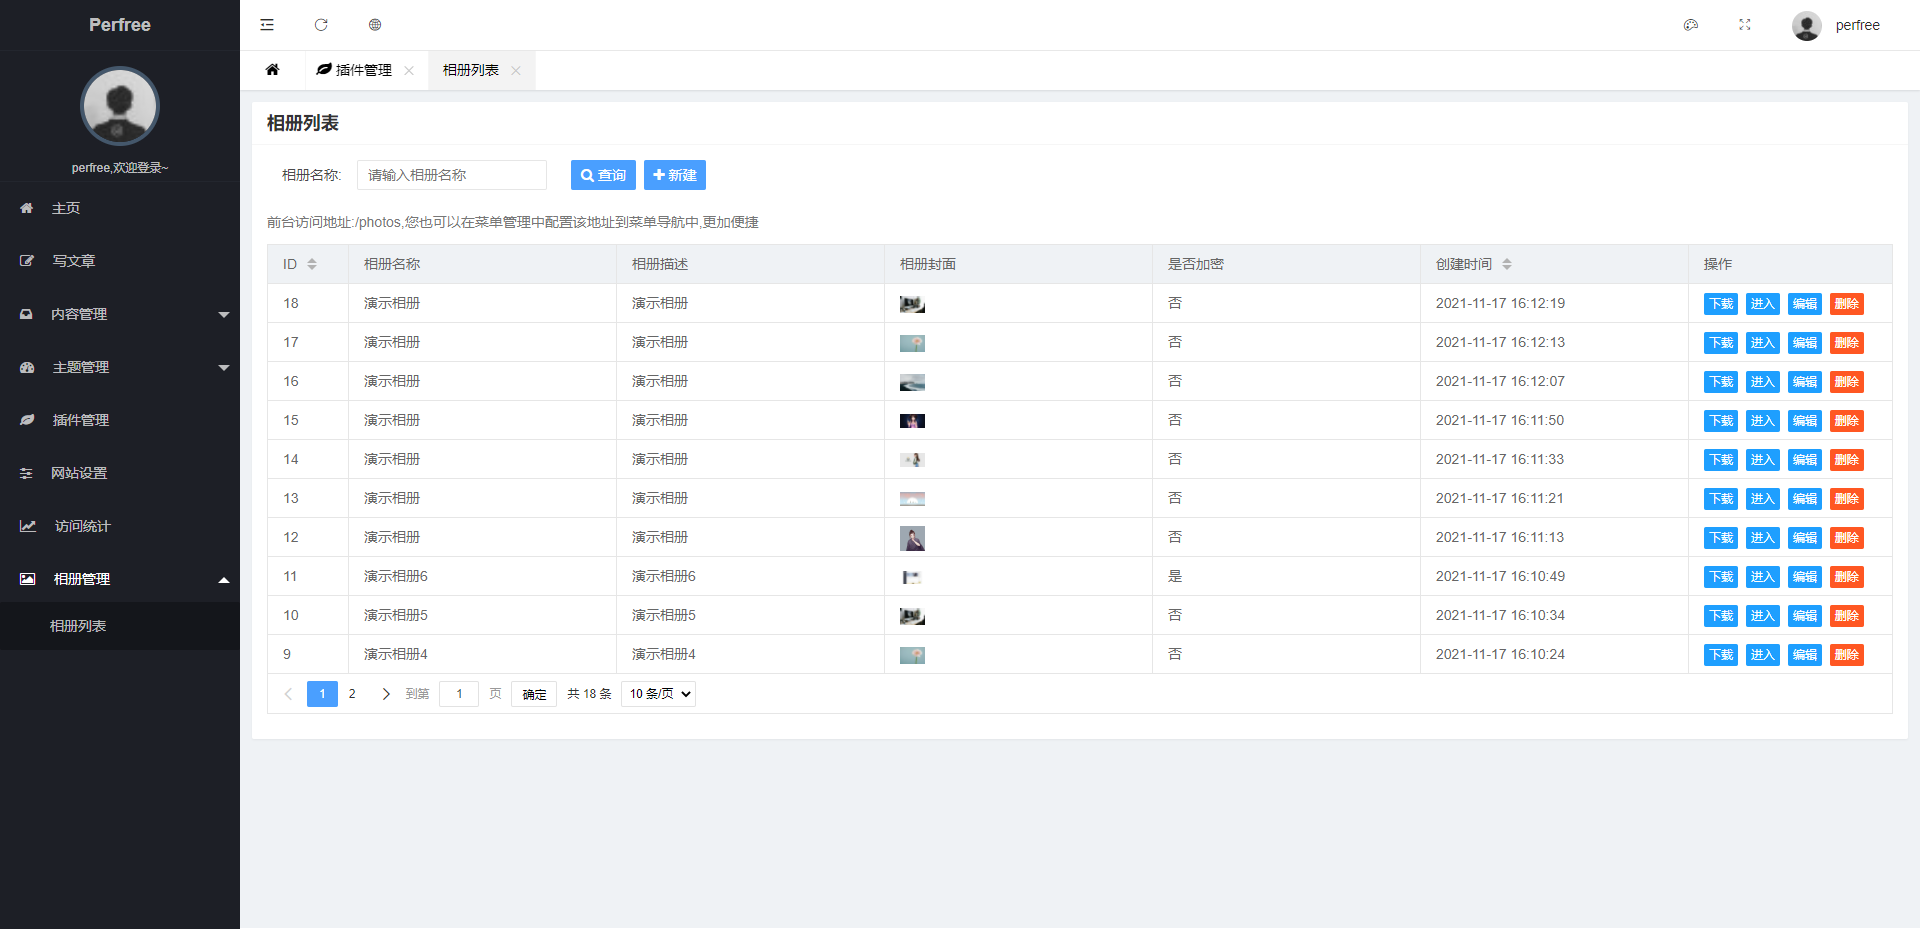 Perfree
perfree
插件管理
相册列表
perfree,欢迎登录~
主页
写文章
内容管理
主题管理
插件管理
网站设置
访问统计
相册管理
相册列表
相册列表
相册名称: 请输入相册名称 查询 新建
前台访问地址:/photos,您也可以在菜单管理中配置该地址到菜单导航中,更加便捷
ID 相册名称 相册描述 相册封面 是否加密 创建时间 操作
18 演示相册 演示相册 否 2021-11-17 16:12:19 下载 进入 编辑 删除
17 演示相册 演示相册 否 2021-11-17 16:12:13 下载 进入 编辑 删除
16 演示相册 演示相册 否 2021-11-17 16:12:07 下载 进入 编辑 删除
15 演示相册 演示相册 否 2021-11-17 16:11:50 下载 进入 编辑 删除
14 演示相册 演示相册 否 2021-11-17 16:11:33 下载 进入 编辑 删除
13 演示相册 演示相册 否 2021-11-17 16:11:21 下载 进入 编辑 删除
12 演示相册 演示相册 否 2021-11-17 16:11:13 下载 进入 编辑 删除
11 演示相册6 演示相册6 是 2021-11-17 16:10:49 下载 进入 编辑 删除
10 演示相册5 演示相册5 否 2021-11-17 16:10:34 下载 进入 编辑 删除
9 演示相册4 演示相册4 否 2021-11-17 16:10:24 下载 进入 编辑 删除
1 2 到第 1 页 确定 共 18 条 10 条/页